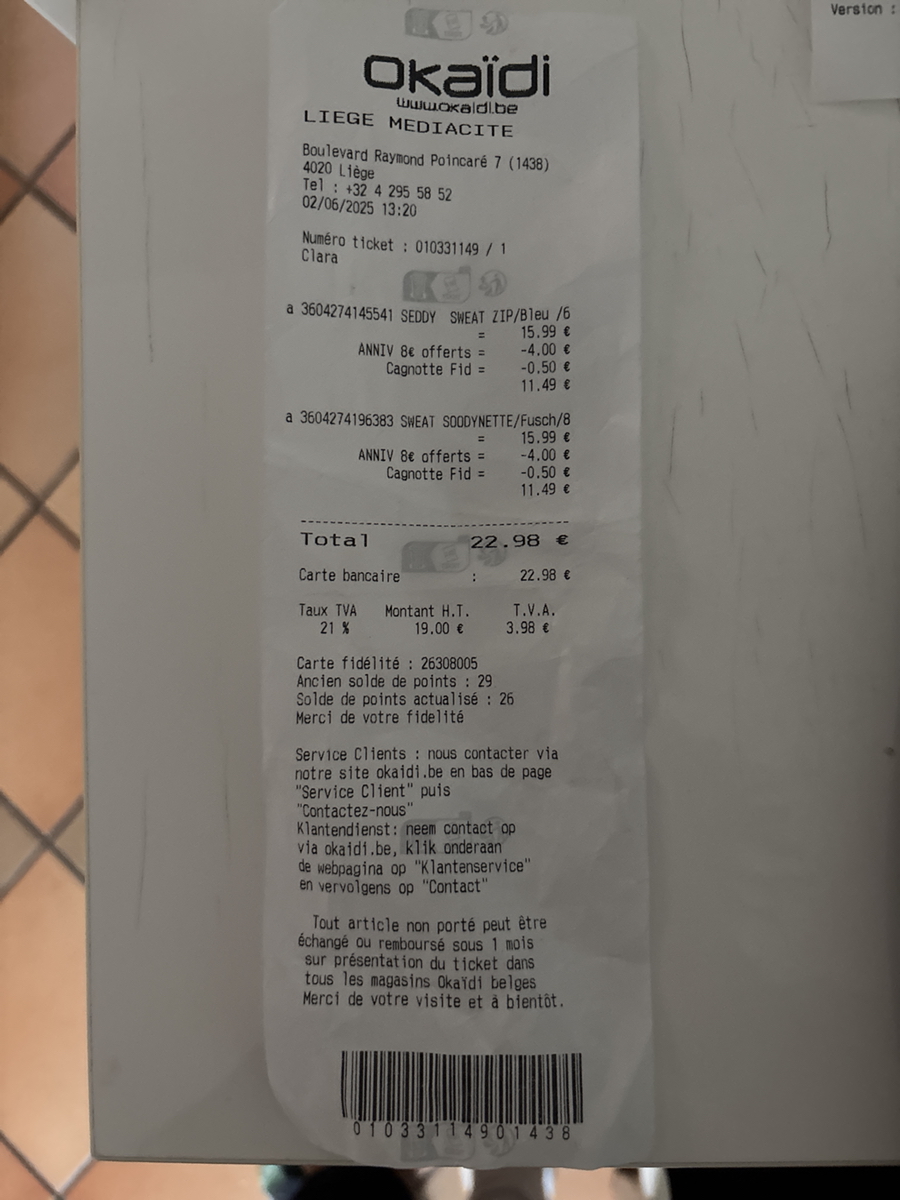 Version :
Okaïdi
www.okaidi.be
LIEGE MEDIACITE
Boulevard Raymond Poincaré 7 (1438)
4020 Liège
Tel : +32 4 295 58 52
02/06/2025 13:20
Numéro ticket : 010331149 / 1
Clara
a 3604274145541 SEDDY SWEAT ZIP/Bleu /6
= 15.99 €
ANNIV 8€ offerts = -4.00 €
Cagnotte Fid = -0.50 €
11.49 €
a 3604274196383 SWEAT SOODYNETTE/Fusch/8
= 15.99 €
ANNIV 8€ offerts = -4.00 €
Cagnotte Fid = -0.50 €
11.49 €
Total 22.98 €
Carte bancaire : 22.98 €
Taux TVA Montant H.T. T.V.A.
21 % 19.00 € 3.98 €
Carte fidélité : 26308005
Ancien solde de points : 29
Solde de points actualisé : 26
Merci de votre fidelité
Service Clients : nous contacter via
notre site okaidi.be en bas de page
"Service Client" puis
"Contactez-nous"
Klantendienst: neem contact op
via okaidi.be, klik onderaan
de webpagina op "Klantenservice"
en vervolgens op "Contact"
Tout article non porté peut être
échangé ou remboursé sous 1 mois
sur présentation du ticket dans
tous les magasins Okaïdi belges
Merci de votre visite et à bientôt.
01033114901438